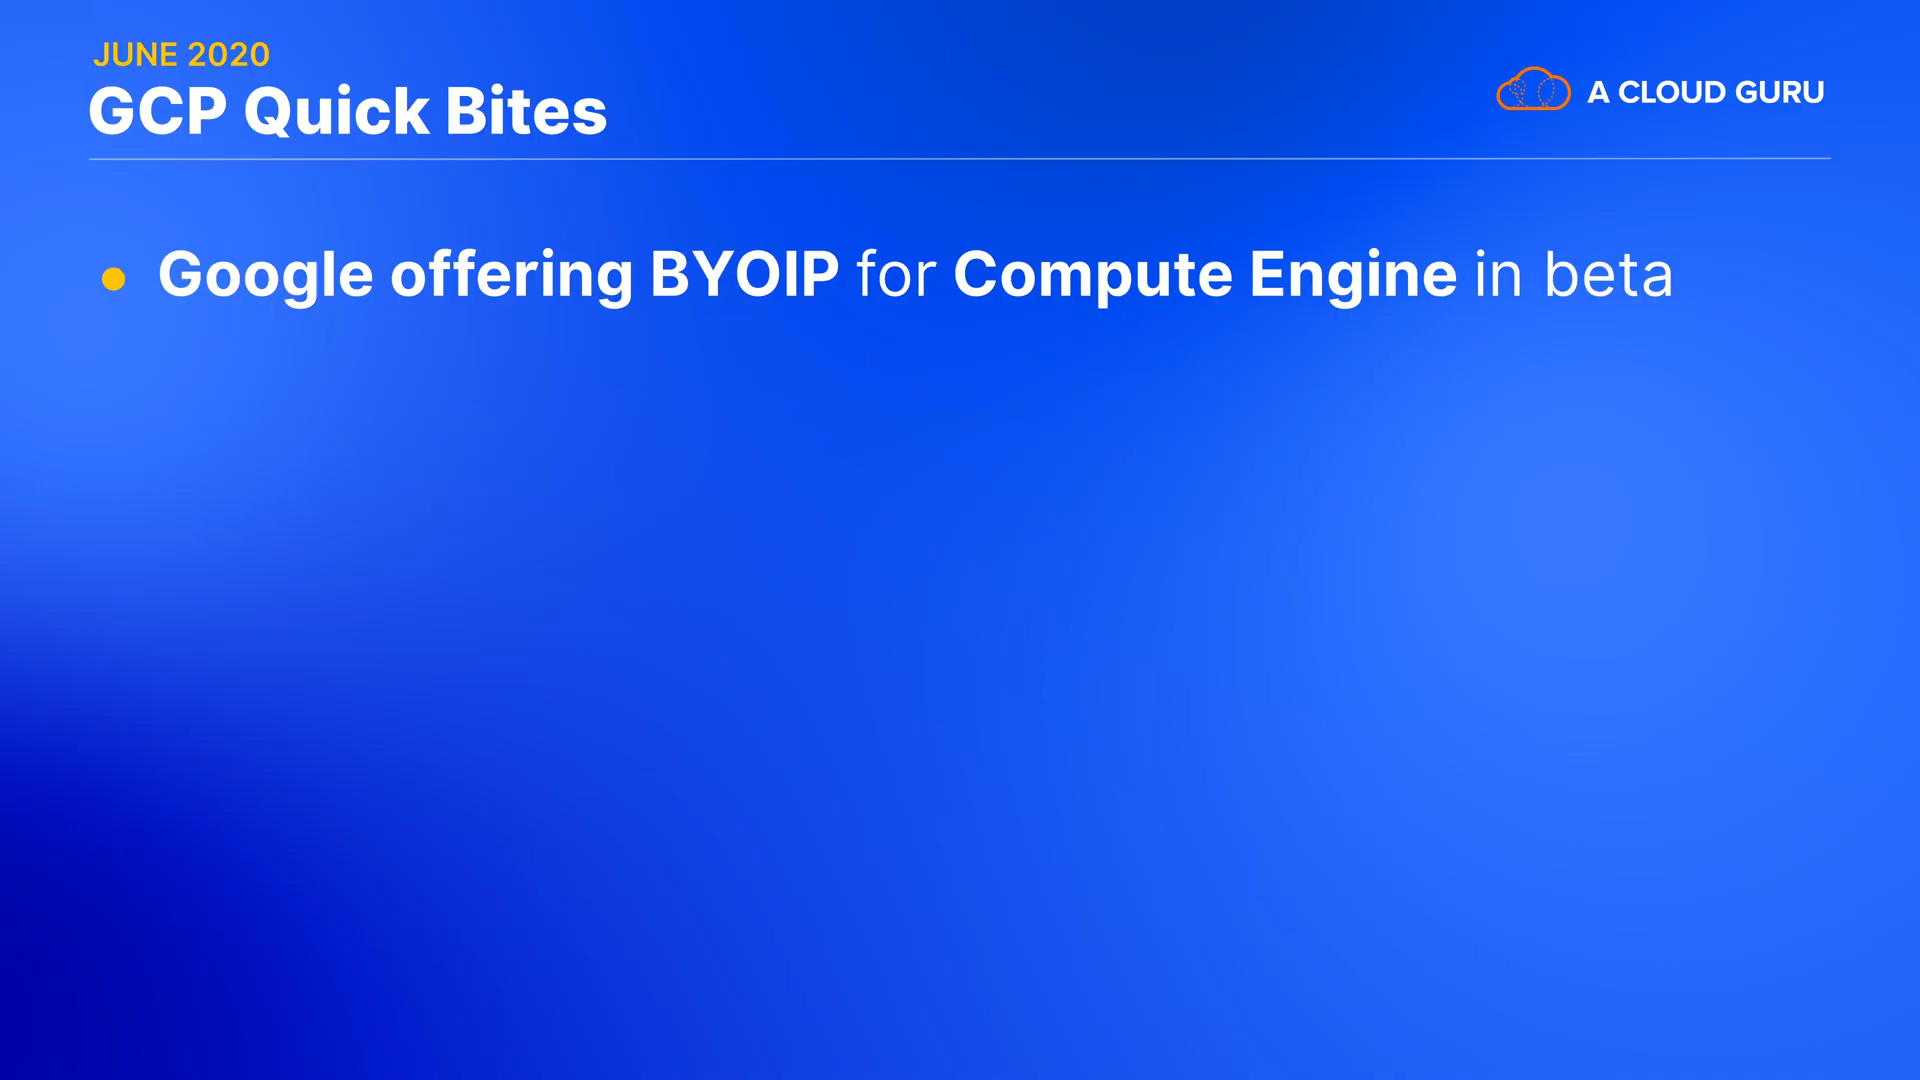 JUNE 2020
GCP Quick Bites
A CLOUD GURU
Google offering BYOIP for Compute Engine in beta